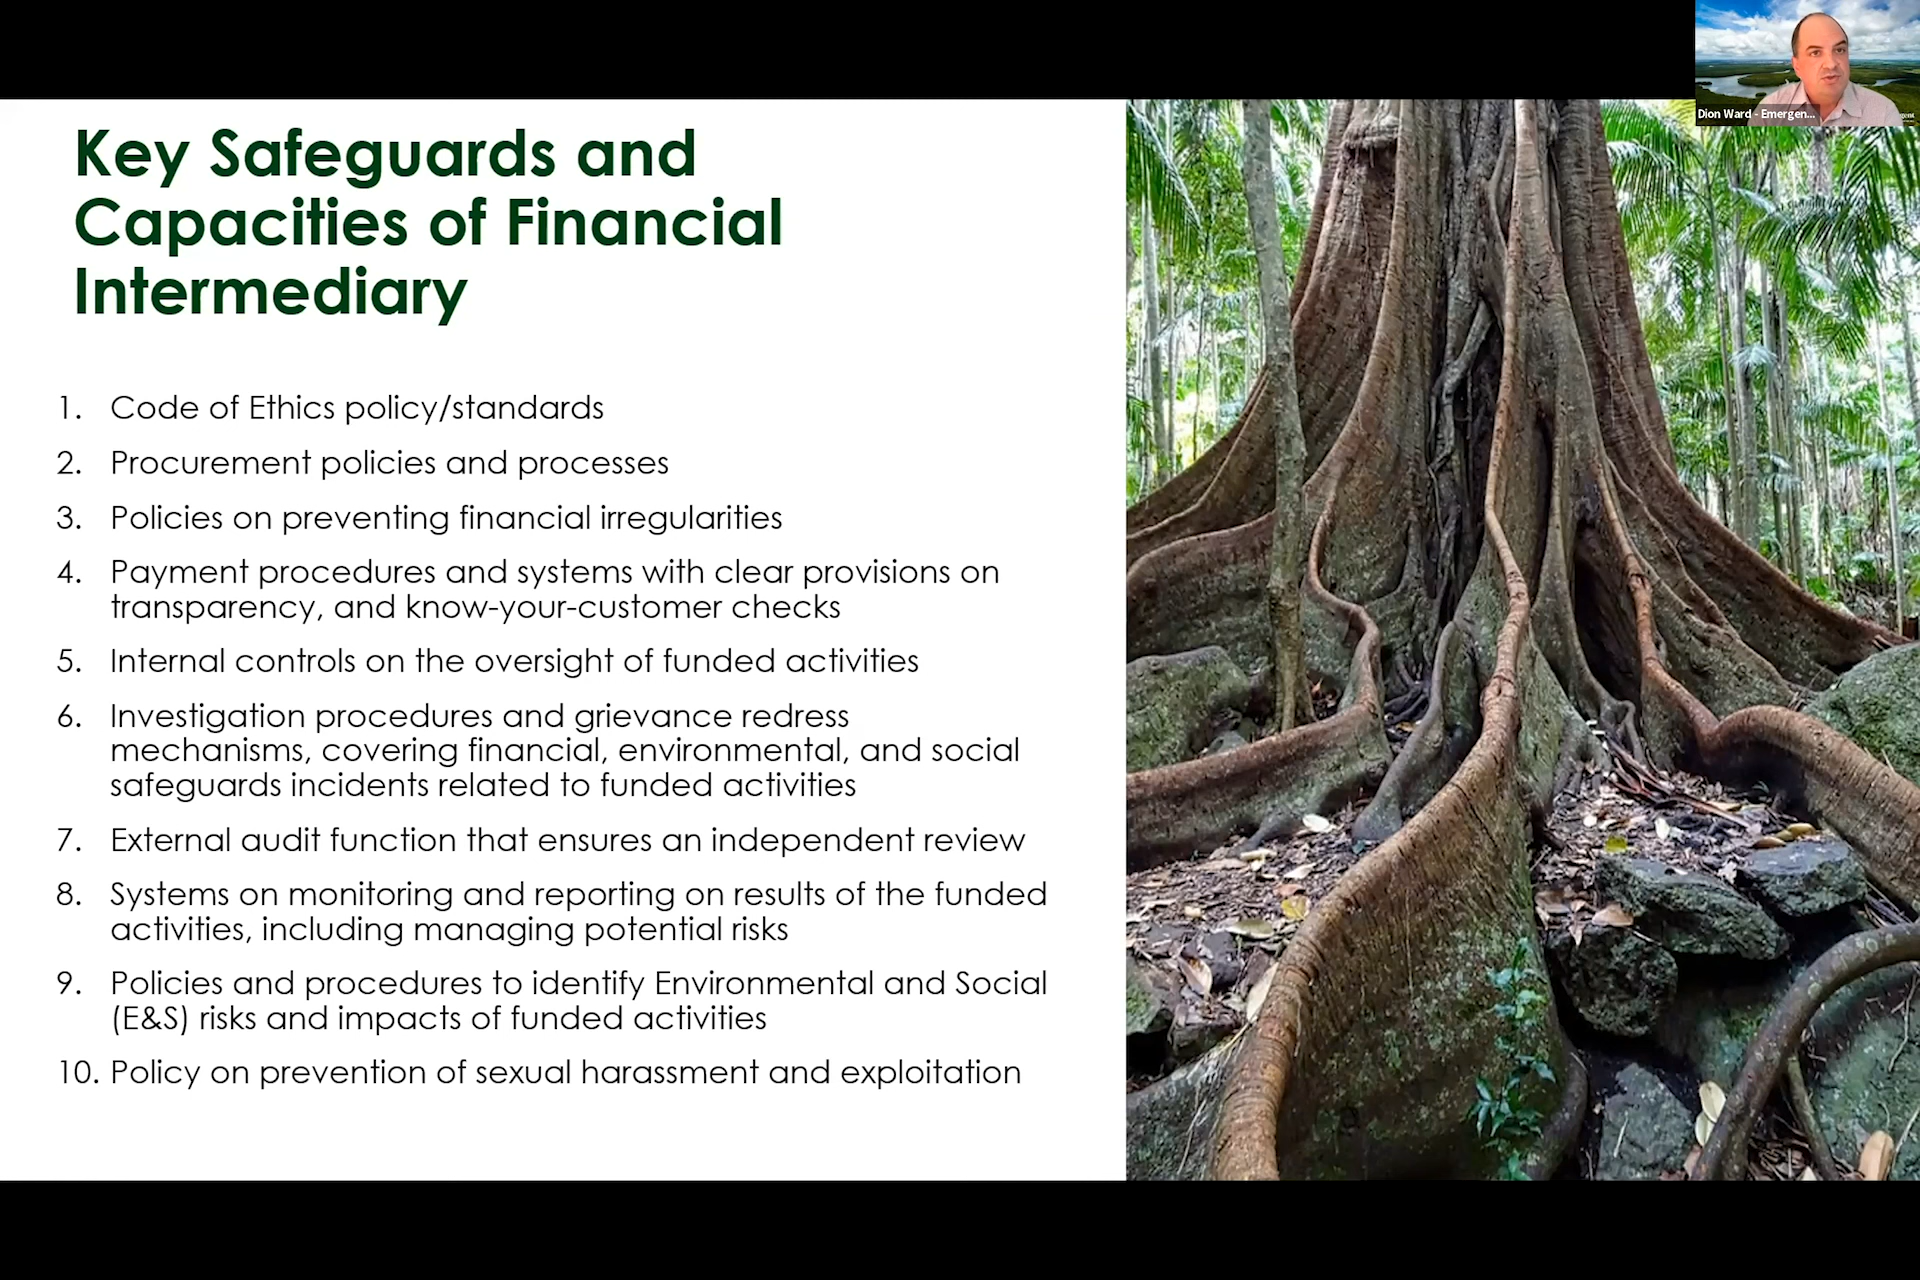 Dion Ward - Emergen...
Key Safeguards and
Capacities of Financial
Intermediary
1. Code of Ethics policy/standards
2. Procurement policies and processes
3. Policies on preventing financial irregularities
4. Payment procedures and systems with clear provisions on
transparency, and know-your-customer checks
5. Internal controls on the oversight of funded activities
6. Investigation procedures and grievance redress
mechanisms, covering financial, environmental, and social
safeguards incidents related to funded activities
7. External audit function that ensures an independent review
8. Systems on monitoring and reporting on results of the funded
activities, including managing potential risks
9. Policies and procedures to identify Environmental and Social
(E&S) risks and impacts of funded activities
10. Policy on prevention of sexual harassment and exploitation